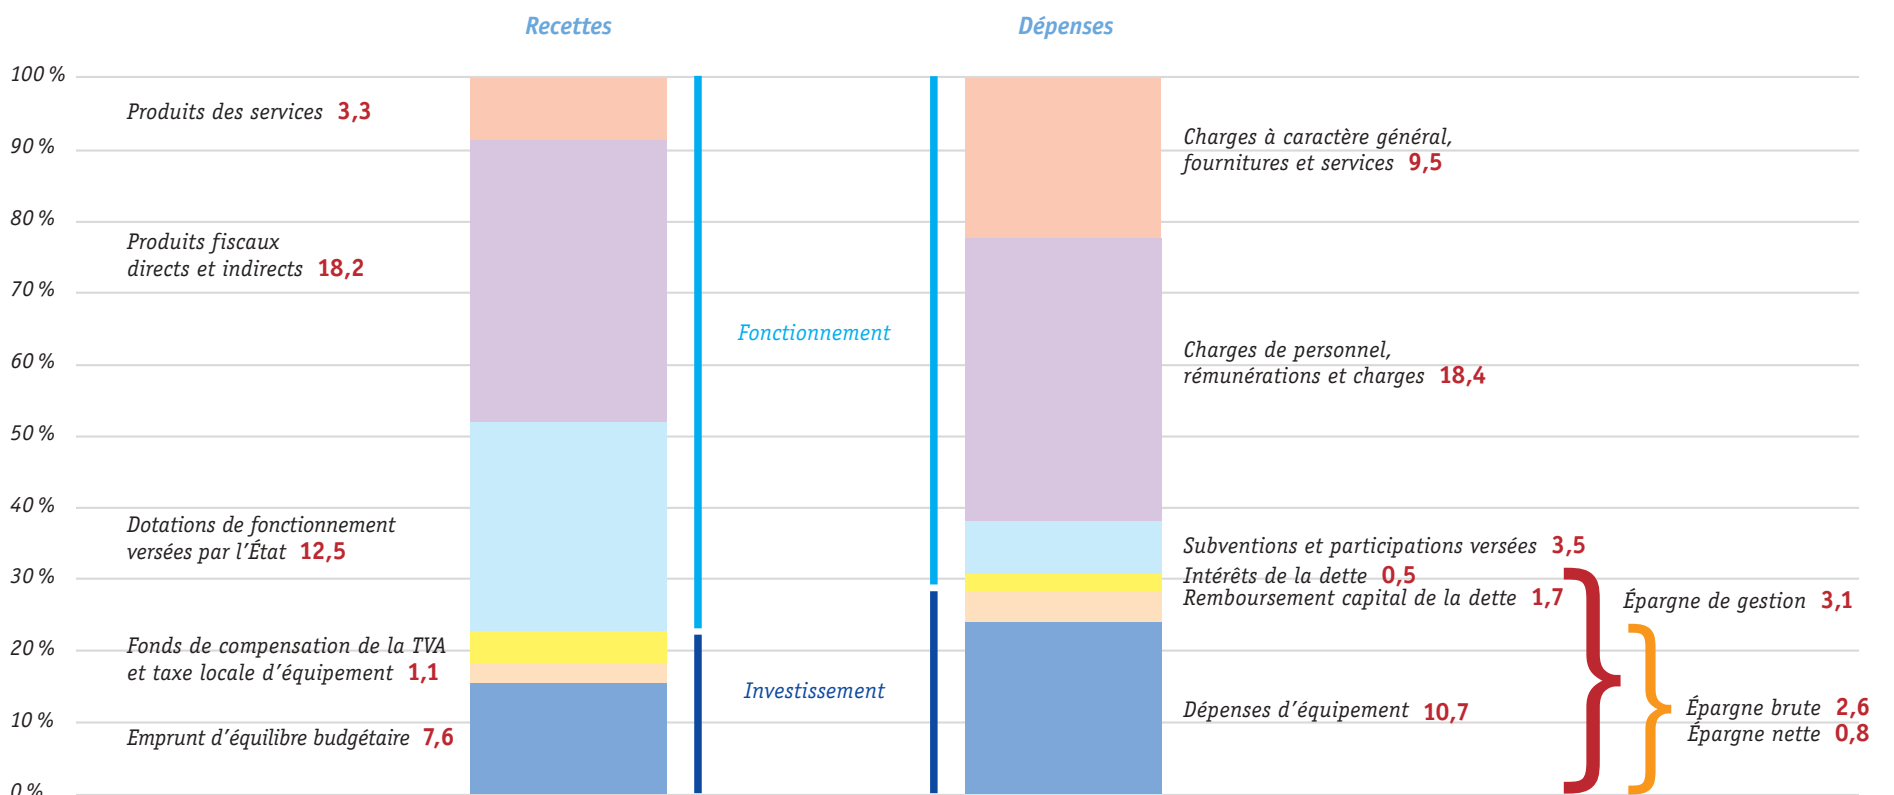 Recettes
Dépenses
100 %
90 %
80 %
70 %
60 %
50 %
40 %
30 %
20 %
10 %
0 %
Produits des services 3,3
Produits fiscaux
directs et indirects 18,2
Dotations de fonctionnement
versées par l'État 12,5
Fonds de compensation de la TVA
et taxe locale d'équipement 1,1
Emprunt d'équilibre budgétaire 7,6
Fonctionnement
Investissement
Charges à caractère général,
fournitures et services 9,5
Charges de personnel,
rémunérations et charges 18,4
Subventions et participations versées 3,5
Intérêts de la dette 0,5
Remboursement capital de la dette 1,7
Dépenses d'équipement 10,7
Épargne de gestion 3,1
Épargne brute 2,6
Épargne nette 0,8